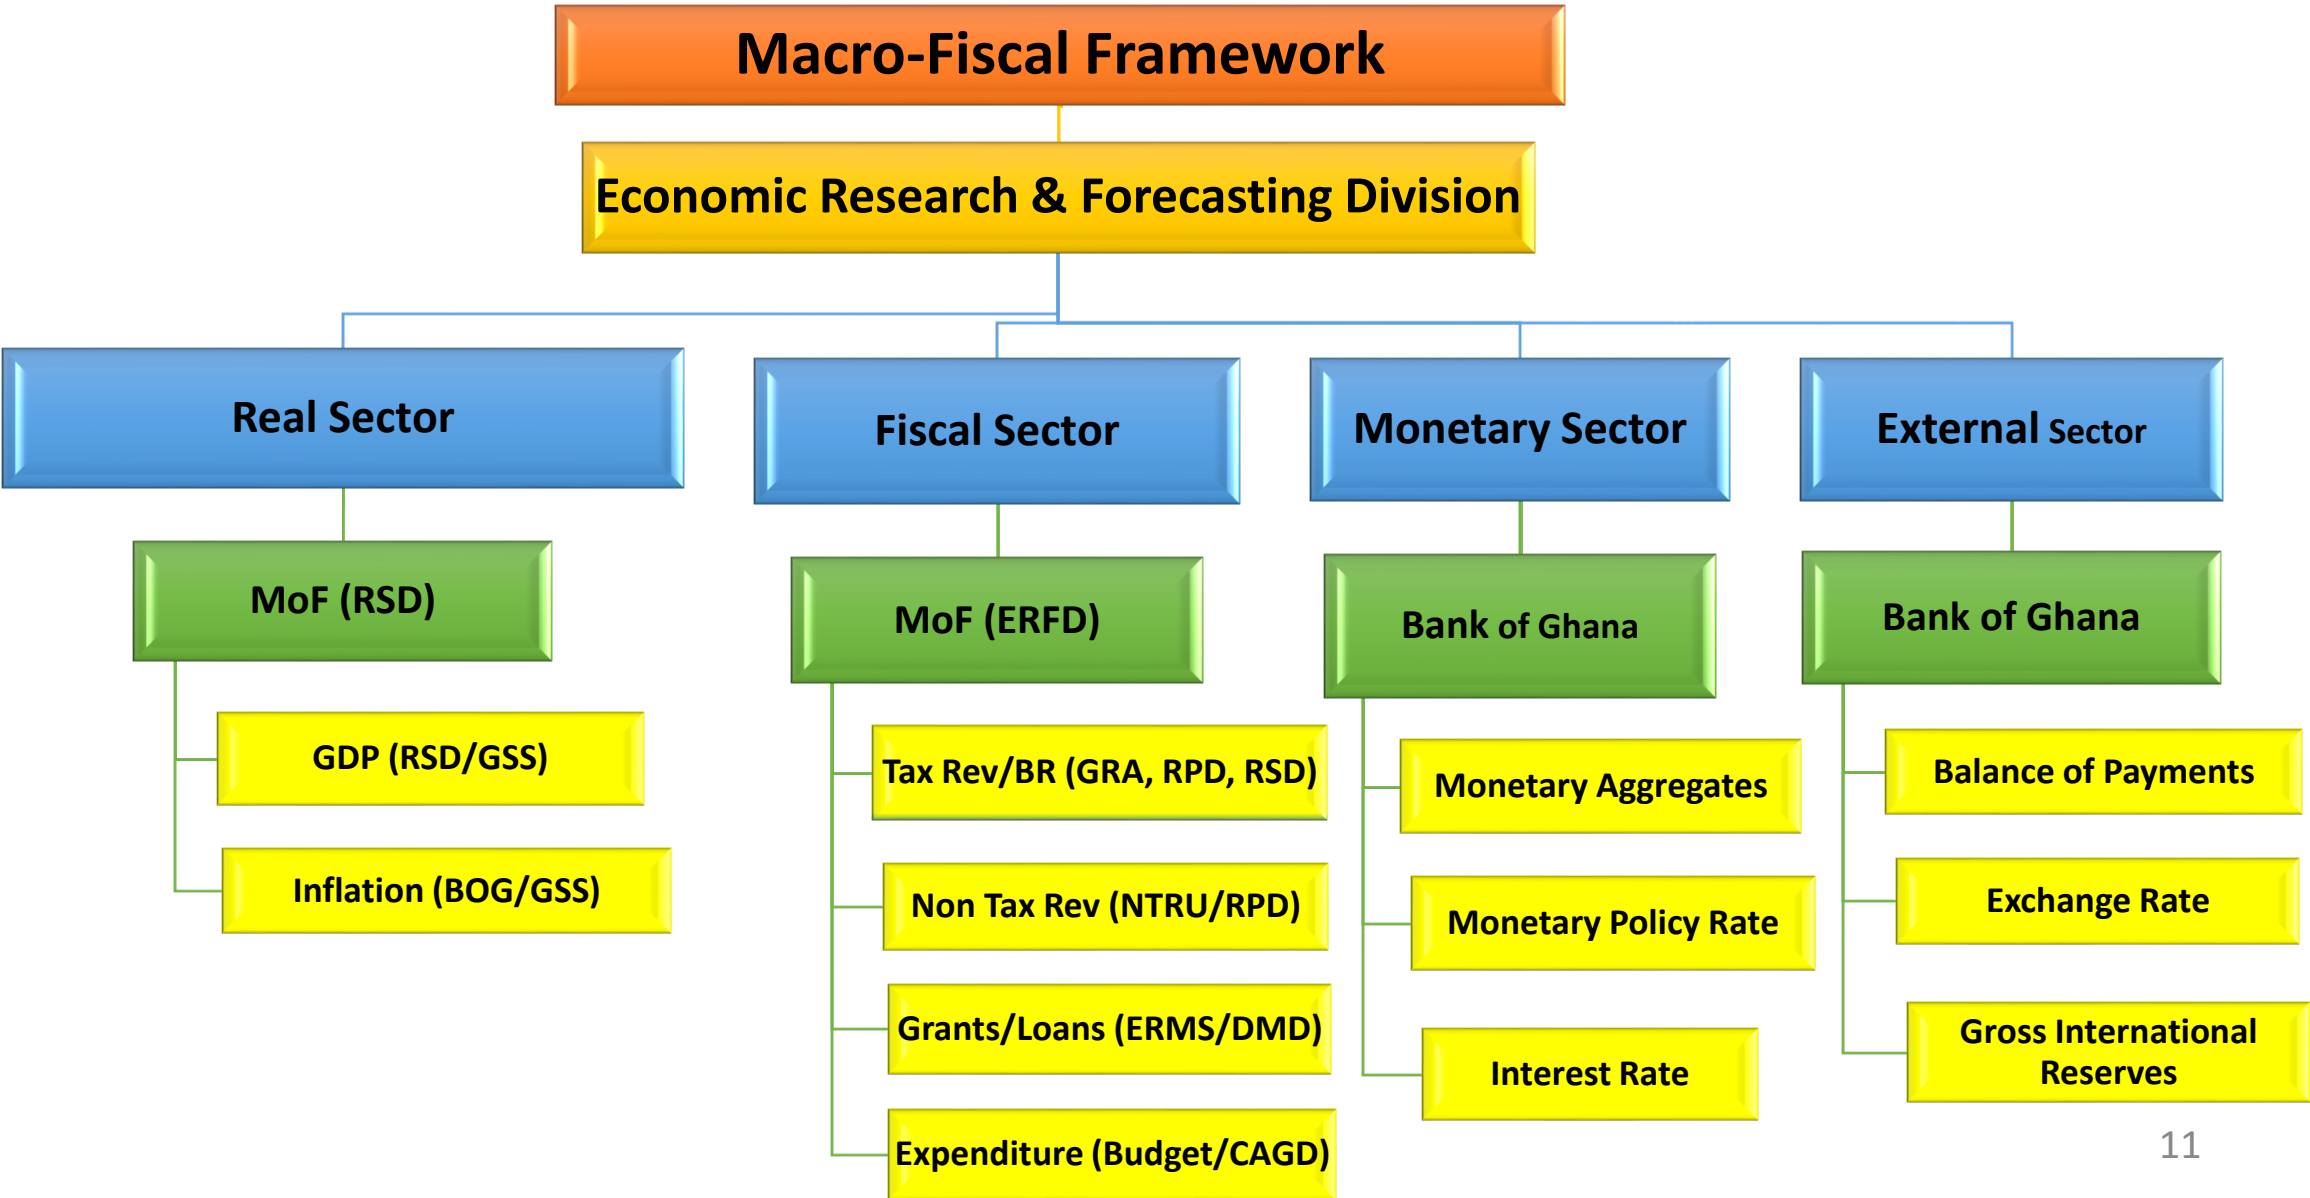 Macro-Fiscal Framework
Economic Research & Forecasting Division
Real Sector
Fiscal Sector
Monetary Sector
External Sector
MoF (RSD)
MoF (ERFD)
Bank of Ghana
Bank of Ghana
GDP (RSD/GSS)
Inflation (BOG/GSS)
Tax Rev/BR (GRA, RPD, RSD)
Non Tax Rev (NTRU/RPD)
Grants/Loans (ERMS/DMD)
Expenditure (Budget/CAGD)
Monetary Aggregates
Monetary Policy Rate
Interest Rate
Balance of Payments
Exchange Rate
Gross International
Reserves
11